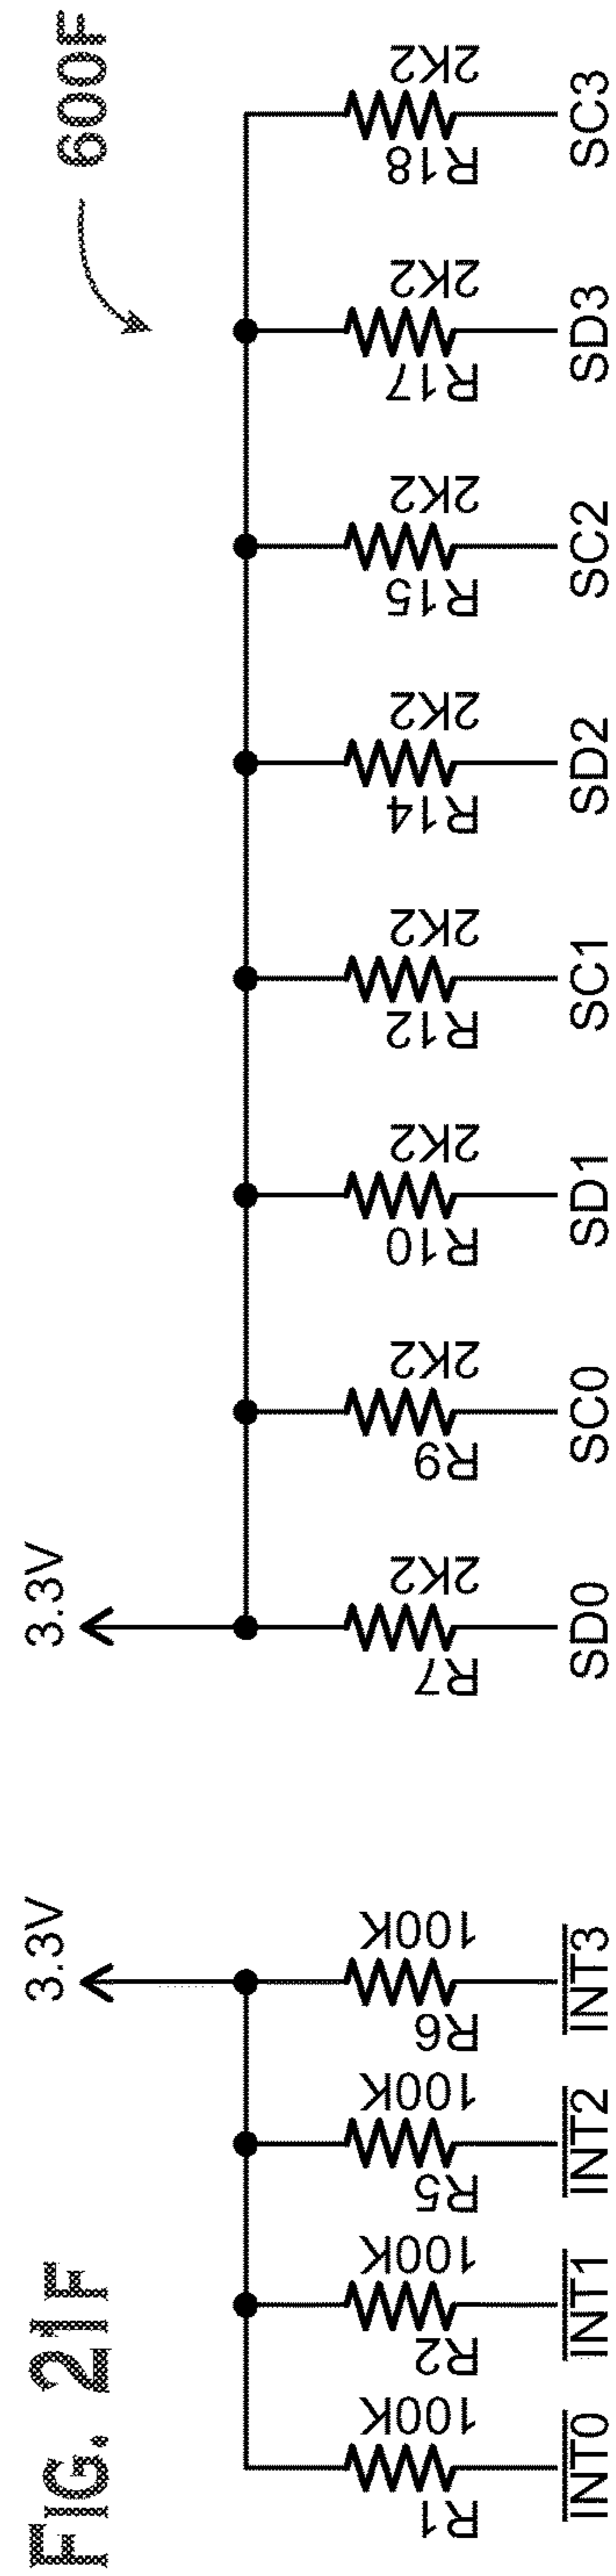 FIG. 21F
600F
3.3V
3.3V
R1 100K
R2 100K
R5 100K
R6 100K
R7 2K2
R9 2K2
R10 2K2
R12 2K2
R14 2K2
R15 2K2
R17 2K2
R18 2K2
INT0
INT1
INT2
INT3
SD0
SC0
SD1
SC1
SD2
SC2
SD3
SC3